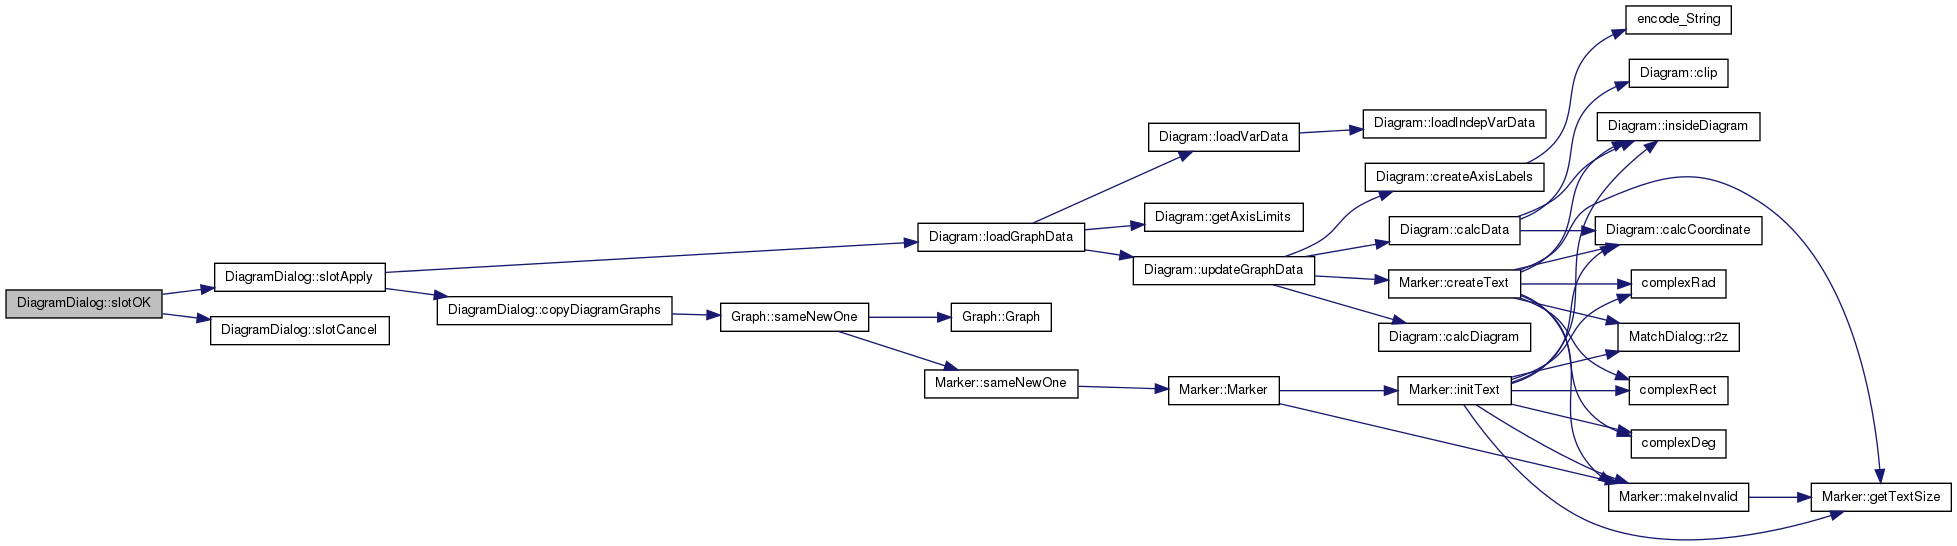 DiagramDialog::slotOK
DiagramDialog::slotApply
DiagramDialog::slotCancel
DiagramDialog::copyDiagramGraphs
Graph::sameNewOne
Diagram::loadGraphData
Graph::Graph
Marker::sameNewOne
Diagram::loadVarData
Diagram::getAxisLimits
Diagram::updateGraphData
Marker::Marker
Diagram::loadIndepVarData
Diagram::createAxisLabels
Diagram::calcData
Marker::createText
Diagram::calcDiagram
Marker::initText
encode_String
Diagram::clip
Diagram::insideDiagram
Diagram::calcCoordinate
complexRad
MatchDialog::r2z
complexRect
complexDeg
Marker::makeInvalid
Marker::getTextSize